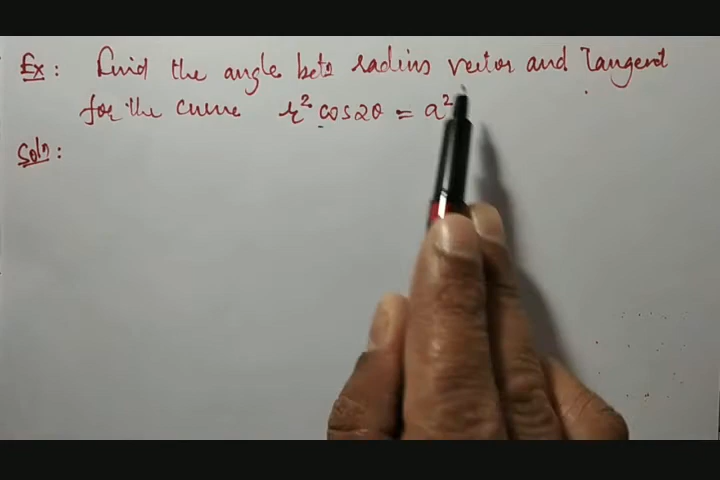 Ex: Find the angle betn radius vector and Tangent
for the curve r² cos2θ = a²
Soln: